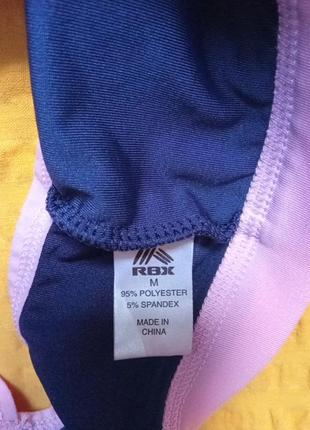 RBX
M
95% POLYESTER
5% SPANDEX
MADE IN
CHINA